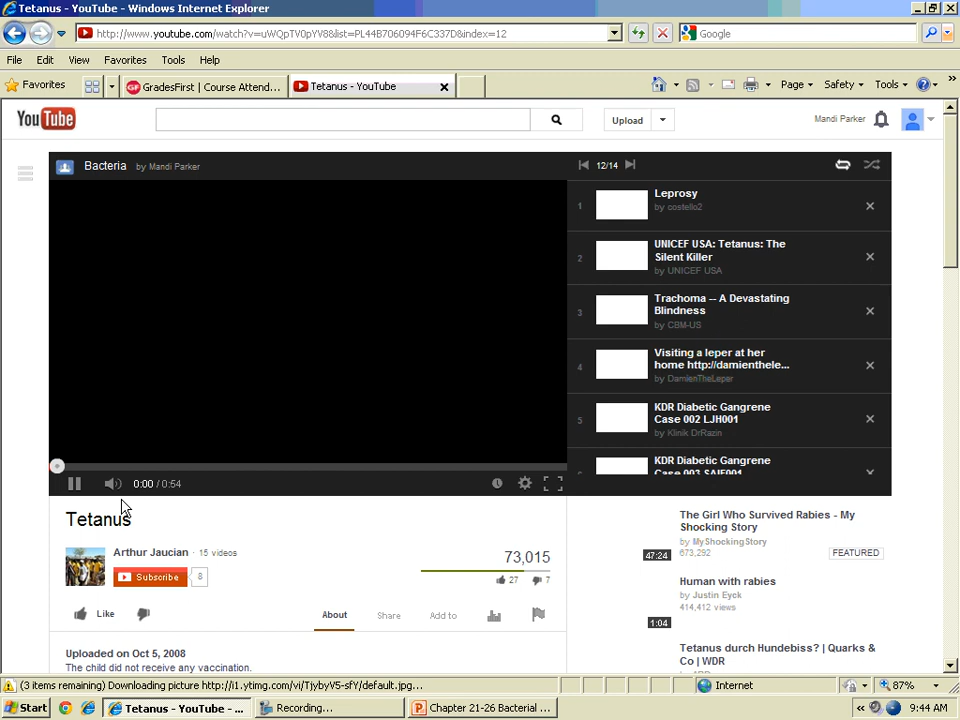 Tetanus - YouTube - Windows Internet Explorer
http://www.youtube.com/watch?v=uWQpTV0pYV8&list=PL44B706094F6C337D&index=12
Google
File Edit View Favorites Tools Help
Favorites
GradesFirst | Course Attend...
Tetanus - YouTube
Page Safety Tools
YouTube
Upload
Mandi Parker
Bacteria by Mandi Parker
12/14
1 Leprosy
by costello2
2 UNICEF USA: Tetanus: The
Silent Killer
by UNICEF USA
3 Trachoma -- A Devastating
Blindness
by CBM-US
4 Visiting a leper at her
home http://damienthele...
by DamienTheLeper
5 KDR Diabetic Gangrene
Case 002 LJH001
by Klinik DrRazin
KDR Diabetic Gangrene
0:00 / 0:54
Tetanus
Arthur Jaucian · 15 videos
Subscribe 8
73,015
27 7
Like
About Share Add to
Uploaded on Oct 5, 2008
The child did not receive any vaccination.
The Girl Who Survived Rabies - My
Shocking Story
by MyShockingStory
673,292
FEATURED
47:24
Human with rabies
by Justin Eyck
414,412 views
1:04
Tetanus durch Hundebiss? | Quarks &
Co | WDR
(3 items remaining) Downloading picture http://i1.ytimg.com/vi/TjybyV5-sfY/default.jpg...
Internet
87%
Start
Tetanus - YouTube - ...
Recording...
Chapter 21-26 Bacterial ...
9:44 AM